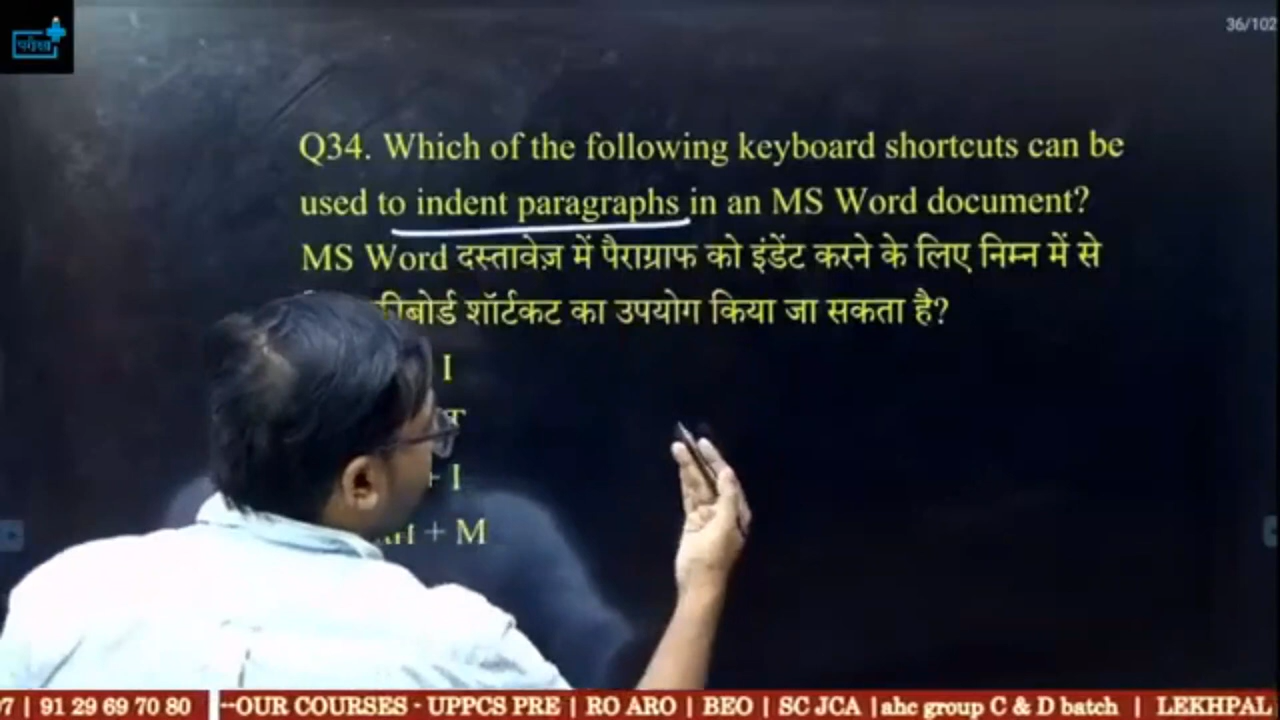 परीक्षा
36/102
Q34. Which of the following keyboard shortcuts can be
used to indent paragraphs in an MS Word document?
MS Word दस्तावेज़ में पैराग्राफ को इंडेंट करने के लिए निम्न में से
शॉर्टकट का उपयोग किया जा सकता है?
I
T
+ I
+ M
7 | 91 29 69 70 80 --OUR COURSES - UPPCS PRE | RO ARO | BEO | SC JCA |ahc group C & D batch | LEKHPAL